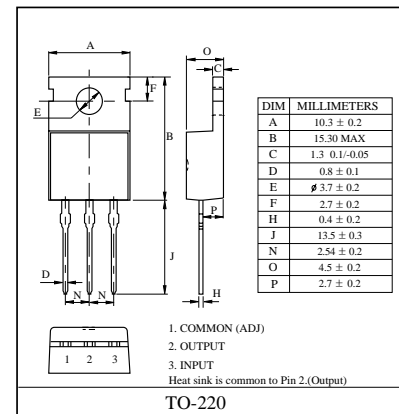 A
O
C
F
E
B
D
N N
J
P
H
DIM MILLIMETERS
A 10.3 ± 0.2
B 15.30 MAX
C 1.3 0.1/-0.05
D 0.8 ± 0.1
E ø 3.7 ± 0.2
F 2.7 ± 0.2
H 0.4 ± 0.2
J 13.5 ± 0.3
N 2.54 ± 0.2
O 4.5 ± 0.2
P 2.7 ± 0.2
1 2 3
1. COMMON (ADJ)
2. OUTPUT
3. INPUT
Heat sink is common to Pin 2.(Output)
TO-220